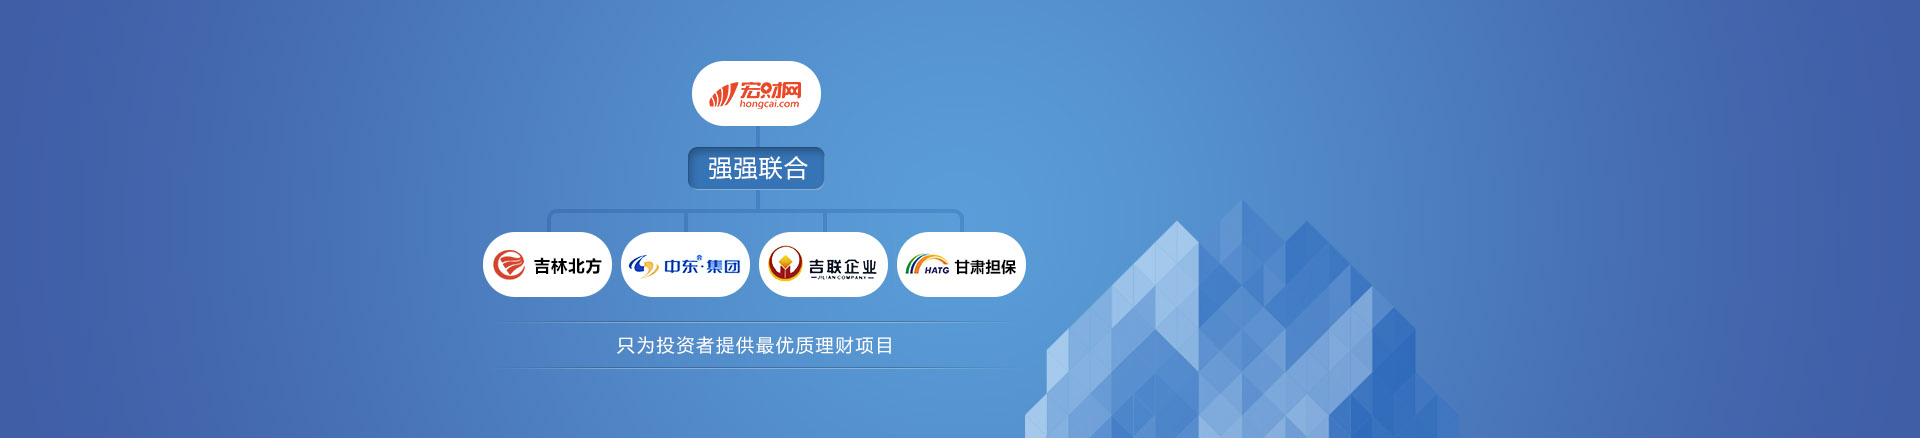 宏财网
hongcai.com
强强联合
吉林北方
中东®·集团
吉联企业
JILIAN COMPANY
HATG 甘肃担保
只为投资者提供最优质理财项目